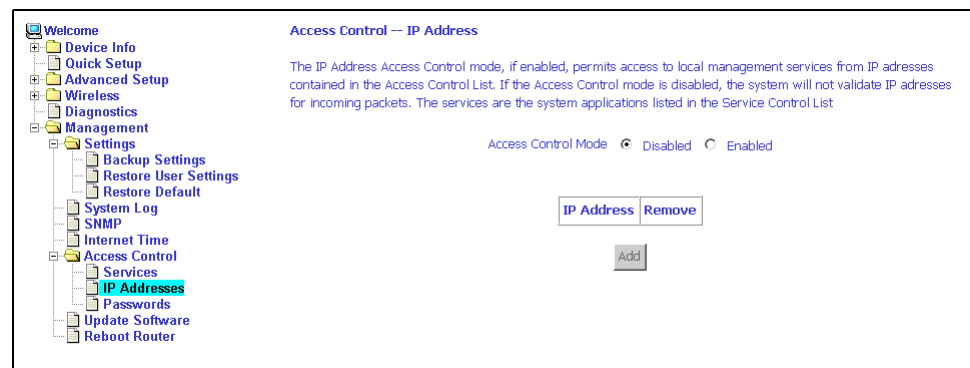 Welcome
Device Info
Quick Setup
Advanced Setup
Wireless
Diagnostics
Management
Settings
Backup Settings
Restore User Settings
Restore Default
System Log
SNMP
Internet Time
Access Control
Services
IP Addresses
Passwords
Update Software
Reboot Router
Access Control -- IP Address
The IP Address Access Control mode, if enabled, permits access to local management services from IP adresses
contained in the Access Control List. If the Access Control mode is disabled, the system will not validate IP adresses
for incoming packets. The services are the system applications listed in the Service Control List
Access Control Mode Disabled Enabled
IP Address Remove
Add